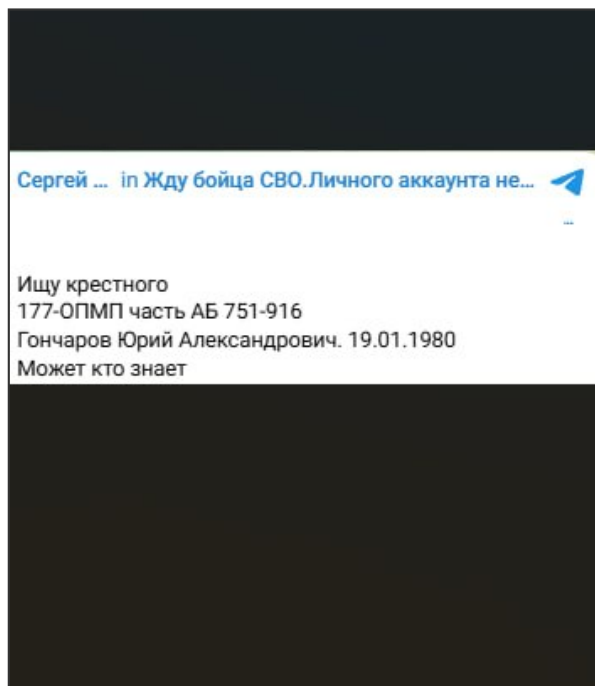 Сергей ... in Жду бойца СВО.Личного аккаунта не...
...
Ищу крестного
177-ОПМП часть АБ 751-916
Гончаров Юрий Александрович. 19.01.1980
Может кто знает